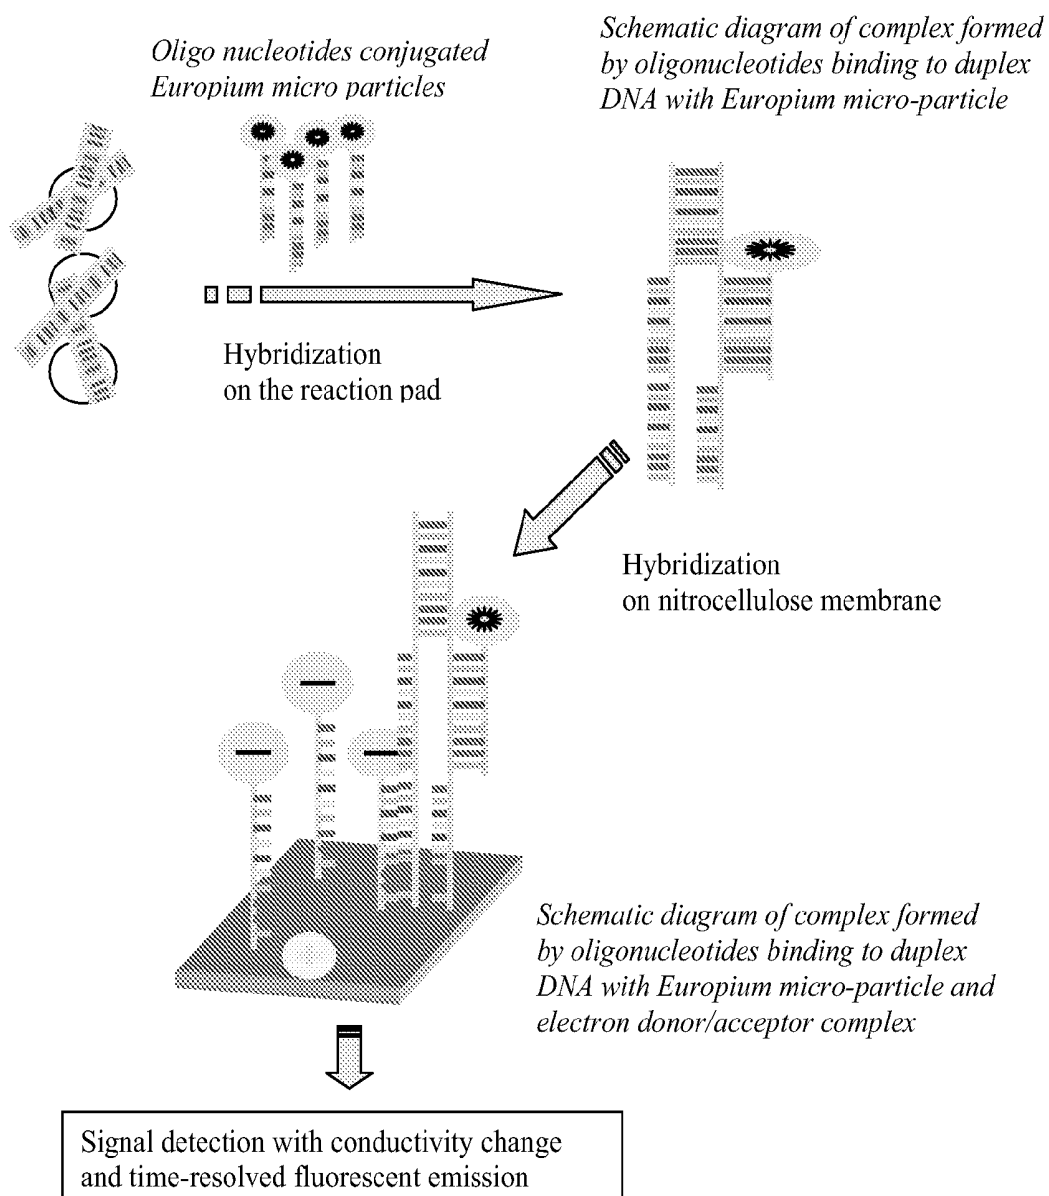 Oligo nucleotides conjugated
Europium micro particles
Schematic diagram of complex formed
by oligonucleotides binding to duplex
DNA with Europium micro-particle
Hybridization
on the reaction pad
Hybridization
on nitrocellulose membrane
Schematic diagram of complex formed
by oligonucleotides binding to duplex
DNA with Europium micro-particle and
electron donor/acceptor complex
Signal detection with conductivity change
and time-resolved fluorescent emission